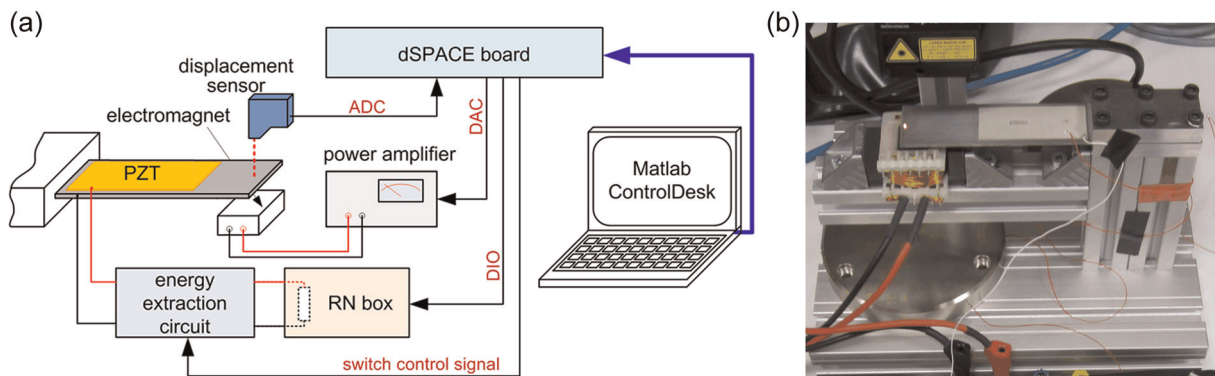 (a)
dSPACE board
displacement
sensor
electromagnet
ADC
DAC
power amplifier
PZT
Matlab
ControlDesk
DIO
energy
extraction
circuit
RN box
switch control signal
(b)